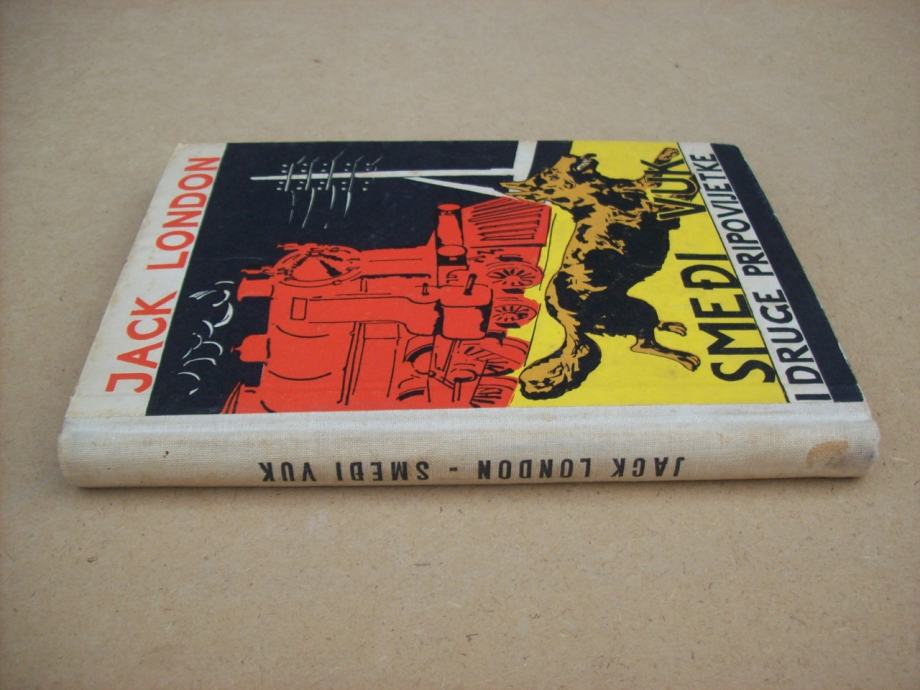 JACK LONDON
SMEĐI
VUK
I DRUGE PRIPOVIJETKE
JACK LONDON - SMEĐI VUK